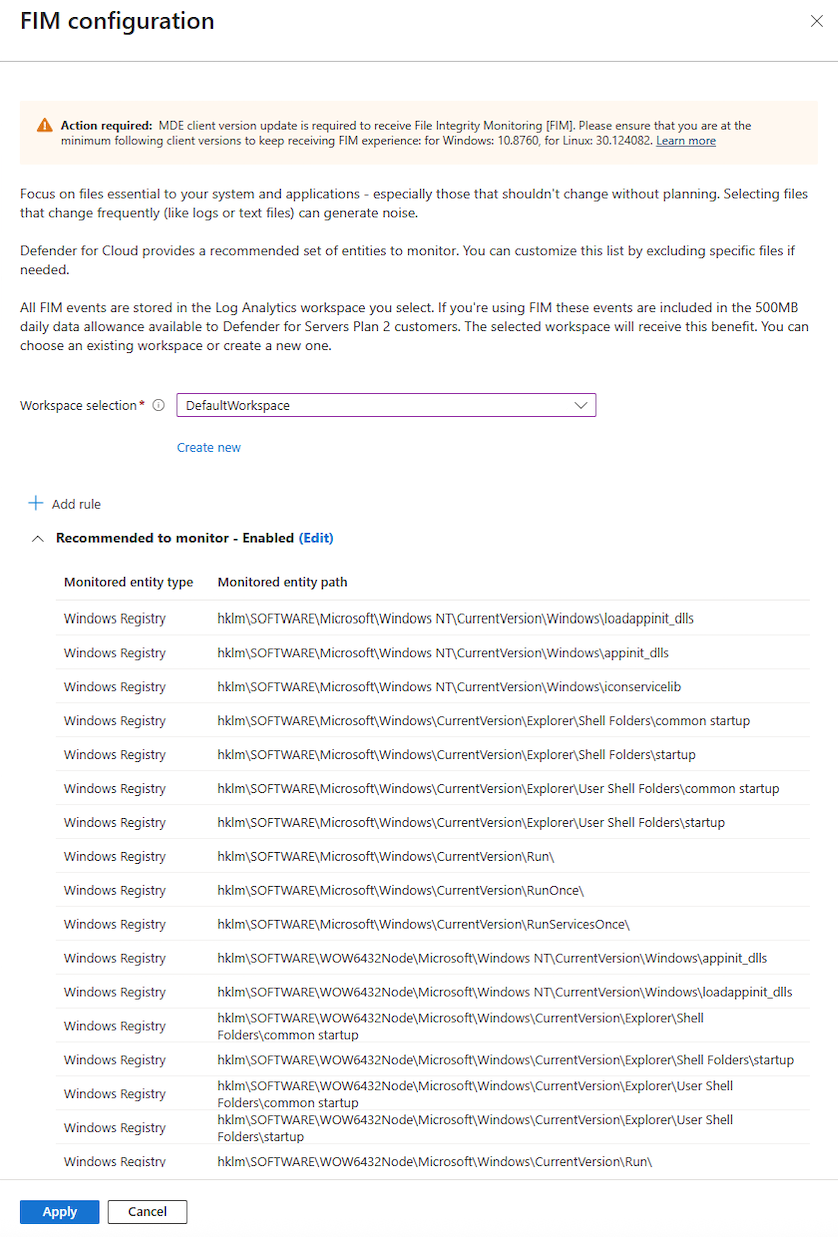 FIM configuration
Action required: MDE client version update is required to receive File Integrity Monitoring [FIM]. Please ensure that you are at the
minimum following client versions to keep receiving FIM experience: for Windows: 10.8760, for Linux: 30.124082. Learn more
Focus on files essential to your system and applications - especially those that shouldn't change without planning. Selecting files
that change frequently (like logs or text files) can generate noise.
Defender for Cloud provides a recommended set of entities to monitor. You can customize this list by excluding specific files if
needed.
All FIM events are stored in the Log Analytics workspace you select. If you're using FIM these events are included in the 500MB
daily data allowance available to Defender for Servers Plan 2 customers. The selected workspace will receive this benefit. You can
choose an existing workspace or create a new one.
Workspace selection* DefaultWorkspace
Create new
Add rule
Recommended to monitor - Enabled (Edit)
Monitored entity type Monitored entity path
Windows Registry hklm\SOFTWARE\Microsoft\Windows NT\CurrentVersion\Windows\loadappinit_dlls
Windows Registry hklm\SOFTWARE\Microsoft\Windows NT\CurrentVersion\Windows\appinit_dlls
Windows Registry hklm\SOFTWARE\Microsoft\Windows NT\CurrentVersion\Windows\iconservicelib
Windows Registry hklm\SOFTWARE\Microsoft\Windows\CurrentVersion\Explorer\Shell Folders\common startup
Windows Registry hklm\SOFTWARE\Microsoft\Windows\CurrentVersion\Explorer\Shell Folders\startup
Windows Registry hklm\SOFTWARE\Microsoft\Windows\CurrentVersion\Explorer\User Shell Folders\common startup
Windows Registry hklm\SOFTWARE\Microsoft\Windows\CurrentVersion\Explorer\User Shell Folders\startup
Windows Registry hklm\SOFTWARE\Microsoft\Windows\CurrentVersion\Run\
Windows Registry hklm\SOFTWARE\Microsoft\Windows\CurrentVersion\RunOnce\
Windows Registry hklm\SOFTWARE\Microsoft\Windows\CurrentVersion\RunServicesOnce\
Windows Registry hklm\SOFTWARE\WOW6432Node\Microsoft\Windows NT\CurrentVersion\Windows\appinit_dlls
Windows Registry hklm\SOFTWARE\WOW6432Node\Microsoft\Windows NT\CurrentVersion\Windows\loadappinit_dlls
Windows Registry hklm\SOFTWARE\WOW6432Node\Microsoft\Windows\CurrentVersion\Explorer\Shell
Folders\common startup
Windows Registry hklm\SOFTWARE\WOW6432Node\Microsoft\Windows\CurrentVersion\Explorer\Shell Folders\startup
Windows Registry hklm\SOFTWARE\WOW6432Node\Microsoft\Windows\CurrentVersion\Explorer\User Shell
Folders\common startup
Windows Registry hklm\SOFTWARE\WOW6432Node\Microsoft\Windows\CurrentVersion\Explorer\User Shell
Folders\startup
Windows Registry hklm\SOFTWARE\WOW6432Node\Microsoft\Windows\CurrentVersion\Run\
Apply Cancel